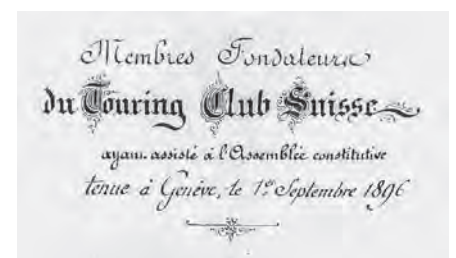 Membres Fondateurs
du Touring Club Suisse
ayant assisté à l'Assemblée constitutive
tenue à Genève, le 1er Septembre 1896